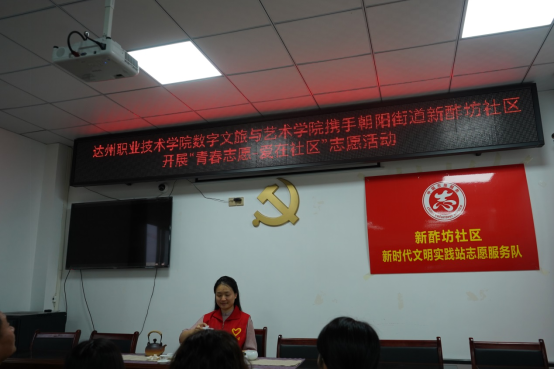 达州职业技术学院数字文旅与艺术学院携手朝阳街道新酢坊社区
开展"青春志愿 爱在社区"志愿活动
新酢坊社区
新时代文明实践站志愿服务队